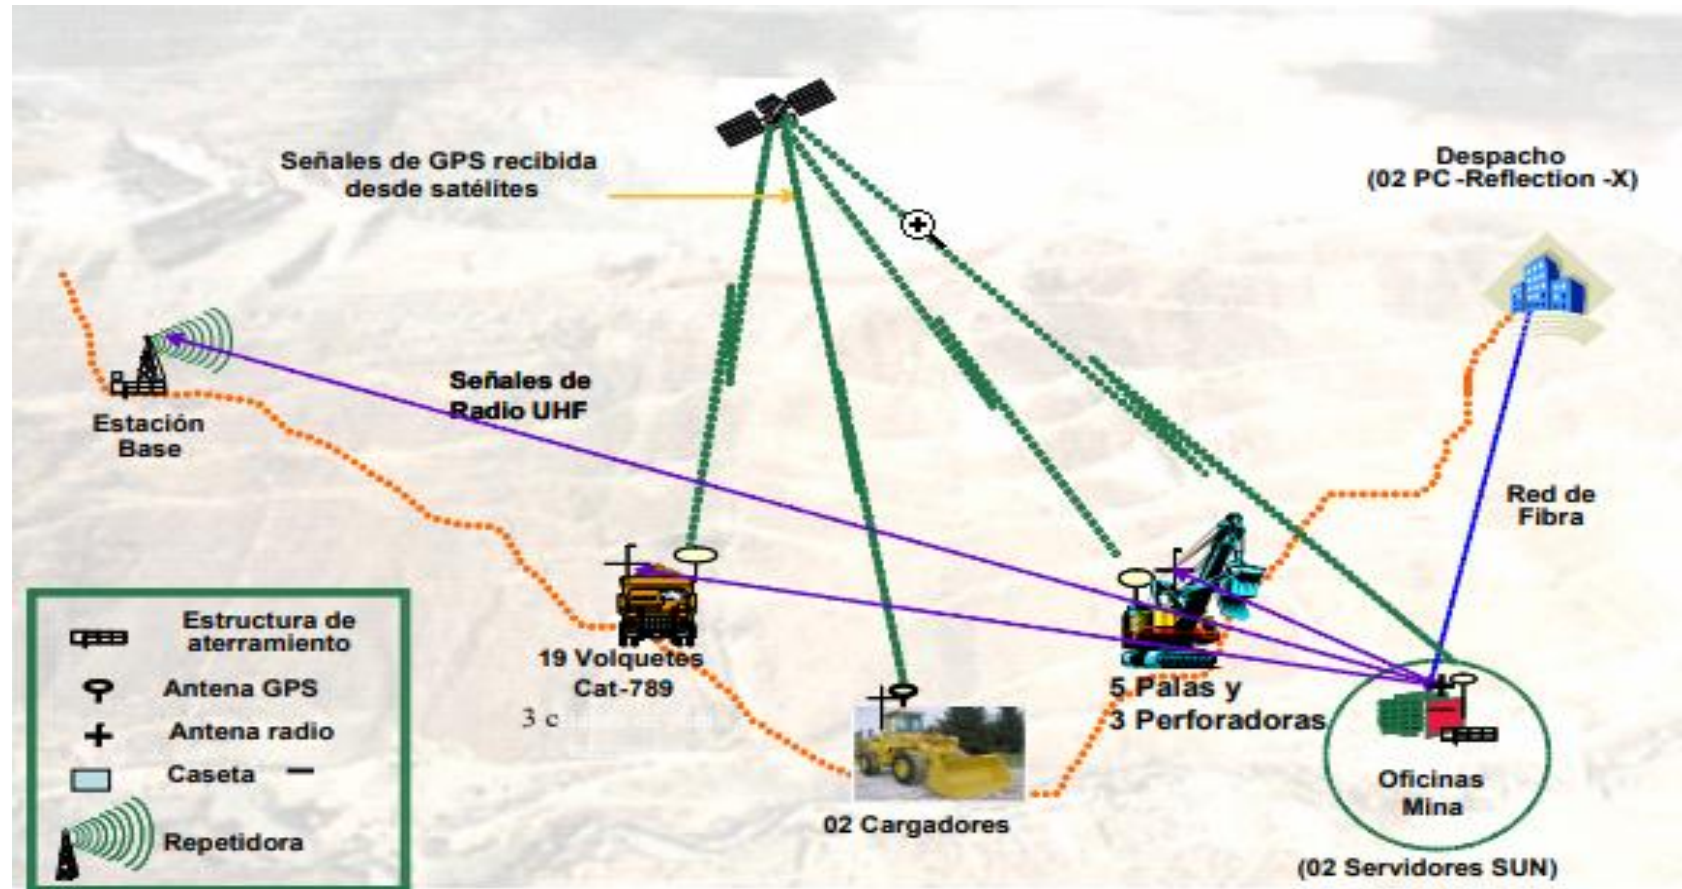 Señales de GPS recibida
desde satélites
Despacho
(02 PC -Reflection -X)
Señales de
Radio UHF
Estación
Base
Red de
Fibra
19 Volquetes
Cat-789
3 c
5 Palas y
3 Perforadoras
02 Cargadores
Oficinas
Mina
(02 Servidores SUN)
Estructura de
aterramiento
Antena GPS
Antena radio
Caseta
Repetidora